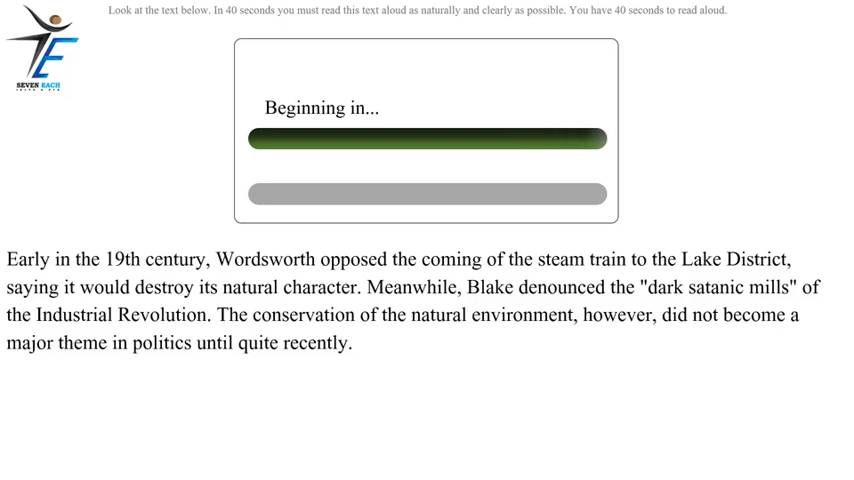 Look at the text below. In 40 seconds you must read this text aloud as naturally and clearly as possible. You have 40 seconds to read aloud.
SEVEN EACH
Beginning in...
Early in the 19th century, Wordsworth opposed the coming of the steam train to the Lake District,
saying it would destroy its natural character. Meanwhile, Blake denounced the "dark satanic mills" of
the Industrial Revolution. The conservation of the natural environment, however, did not become a
major theme in politics until quite recently.